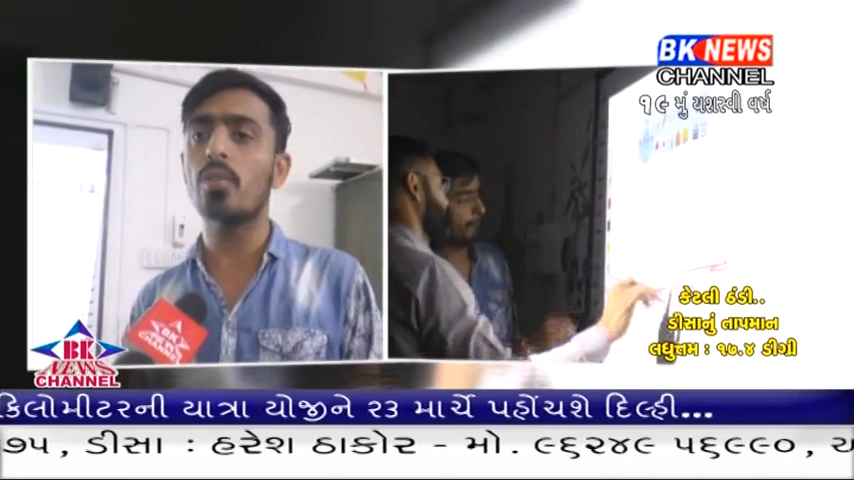 BK NEWS
CHANNEL
૧૯ મું યશસ્વી વર્ષ
કેટલી ઠંડી..
ડીસાનું તાપમાન
લઘુત્તમ : ૧૭.૪ ડીગ્રી
BK
NEWS
CHANNEL
કિલોમીટરની યાત્રા યોજીને ૨૩ માર્ચે પહોંચશે દિલ્હી...
૭૫, ડીસા : હરેશ ઠાકોર - મો. ૯૬૨૪૯ ૫૬૯૯૦,